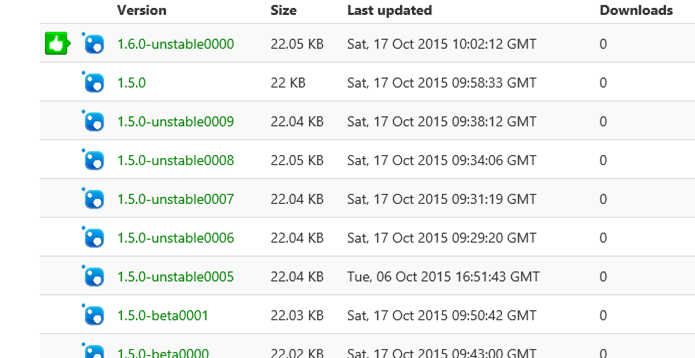 Version Size Last updated Downloads
1.6.0-unstable0000 22.05 KB Sat, 17 Oct 2015 10:02:12 GMT 0
1.5.0 22 KB Sat, 17 Oct 2015 09:58:33 GMT 0
1.5.0-unstable0009 22.04 KB Sat, 17 Oct 2015 09:38:12 GMT 0
1.5.0-unstable0008 22.05 KB Sat, 17 Oct 2015 09:34:06 GMT 0
1.5.0-unstable0007 22.04 KB Sat, 17 Oct 2015 09:31:19 GMT 0
1.5.0-unstable0006 22.04 KB Sat, 17 Oct 2015 09:29:20 GMT 0
1.5.0-unstable0005 22.04 KB Tue, 06 Oct 2015 16:51:43 GMT 0
1.5.0-beta0001 22.03 KB Sat, 17 Oct 2015 09:50:42 GMT 0
1.5.0-beta0000 22.02 KB Sat, 17 Oct 2015 09:43:00 GMT 0